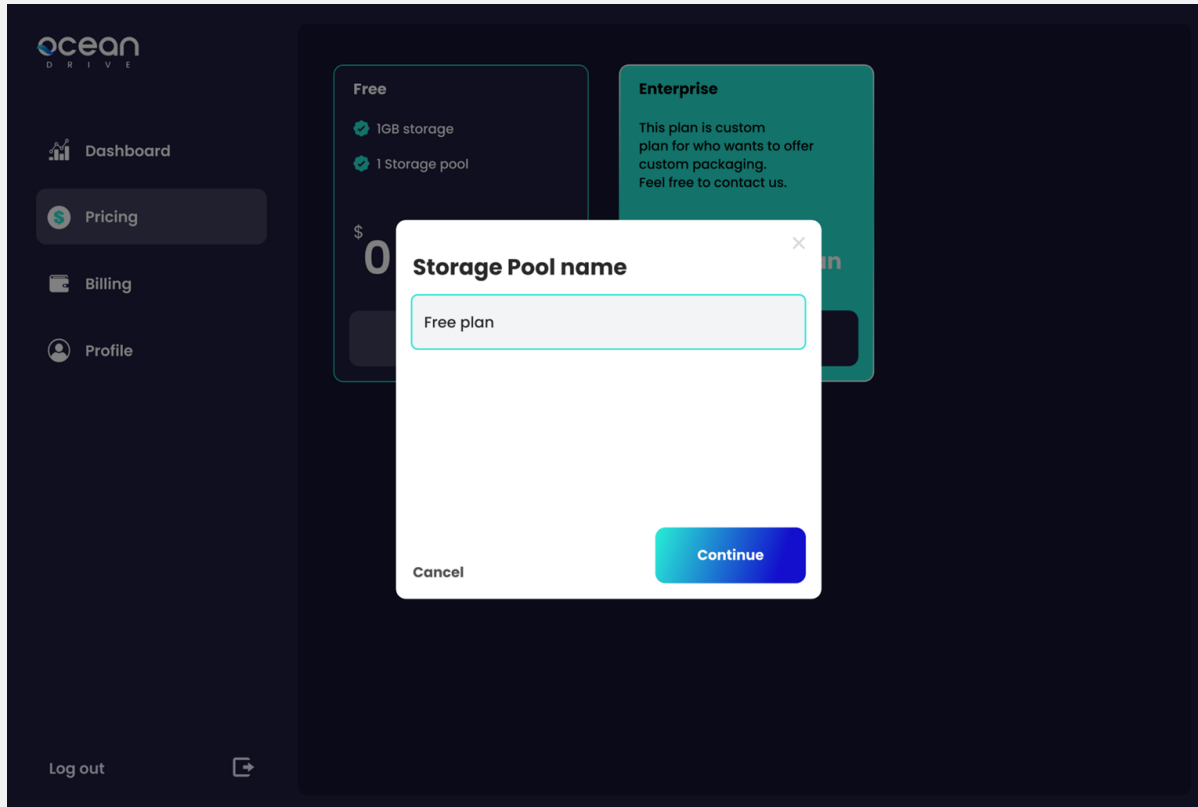 ocean
DRIVE
Dashboard
Pricing
Billing
Profile
Log out
Free
1GB storage
1 Storage pool
$
0
Enterprise
This plan is custom
plan for who wants to offer
custom packaging.
Feel free to contact us.
Storage Pool name
Free plan
Cancel
Continue